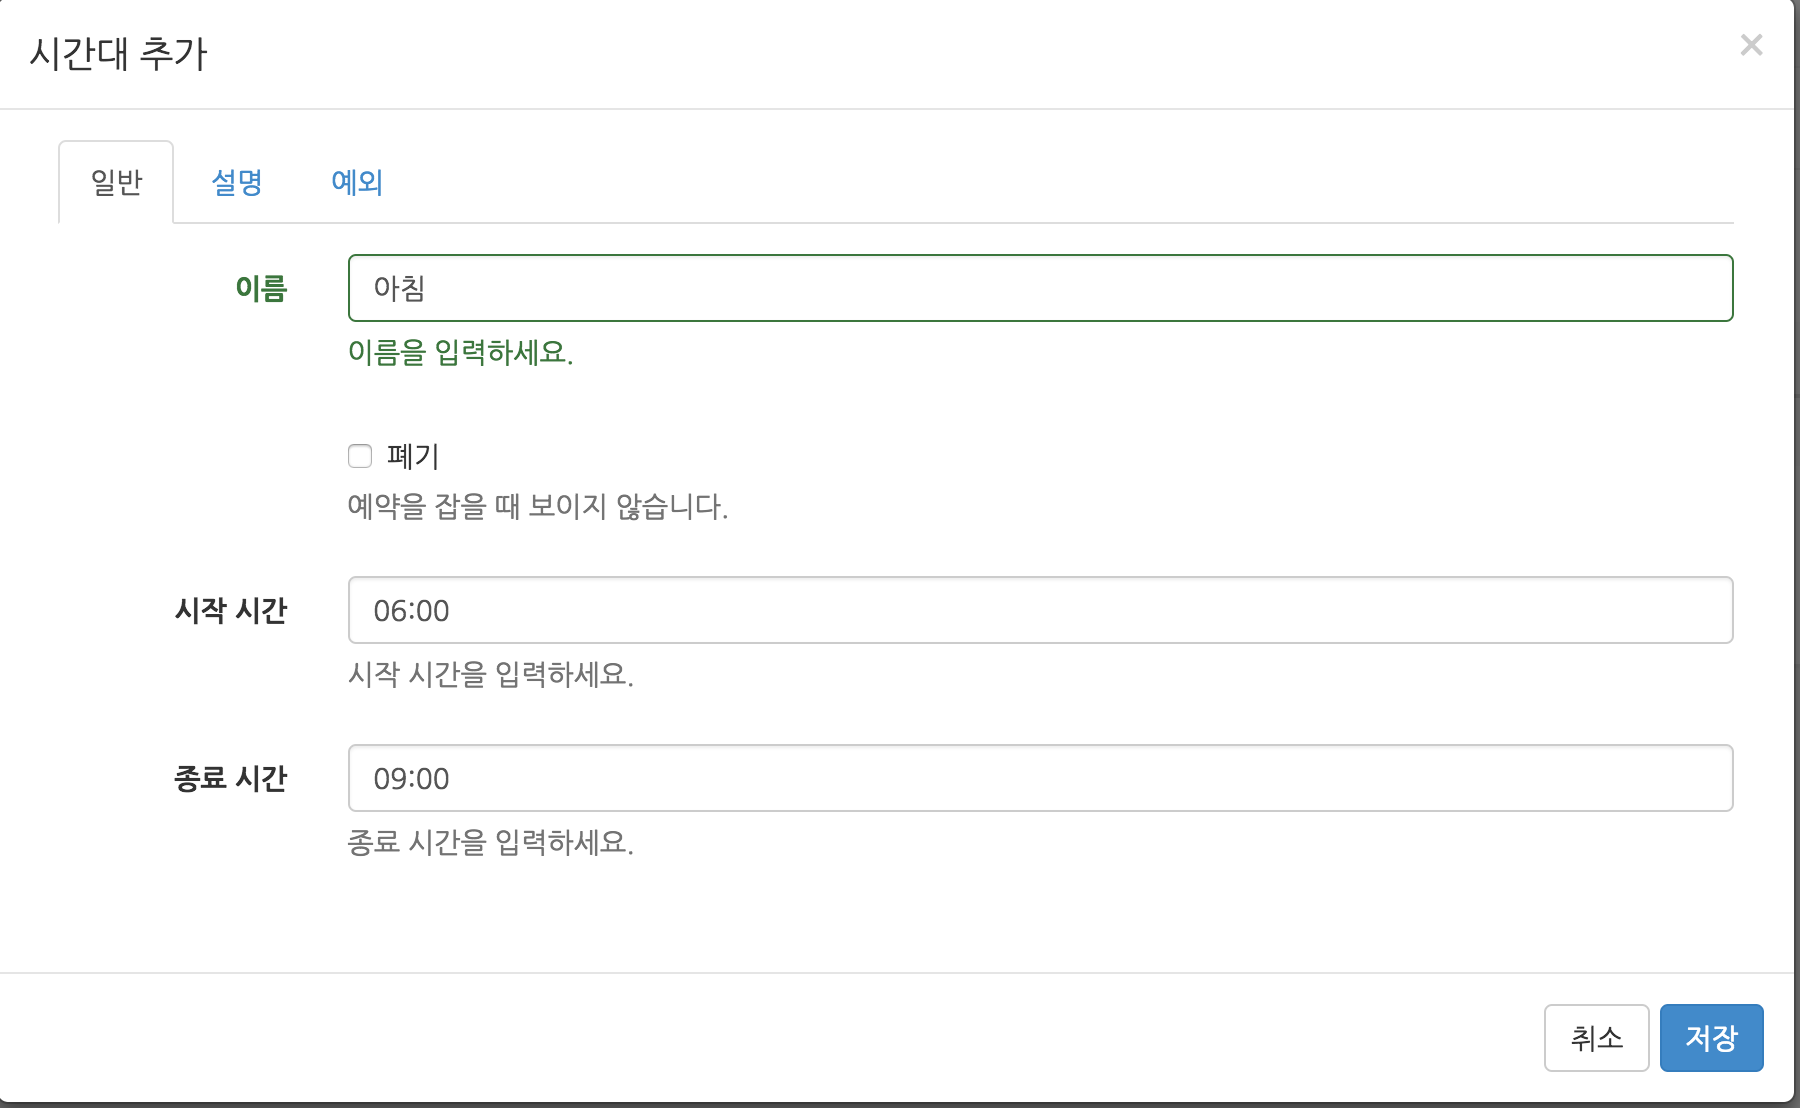 시간대 추가
×
일반 설명 예외
이름 아침
이름을 입력하세요.
폐기
예약을 잡을 때 보이지 않습니다.
시작 시간 06:00
시작 시간을 입력하세요.
종료 시간 09:00
종료 시간을 입력하세요.
취소 저장